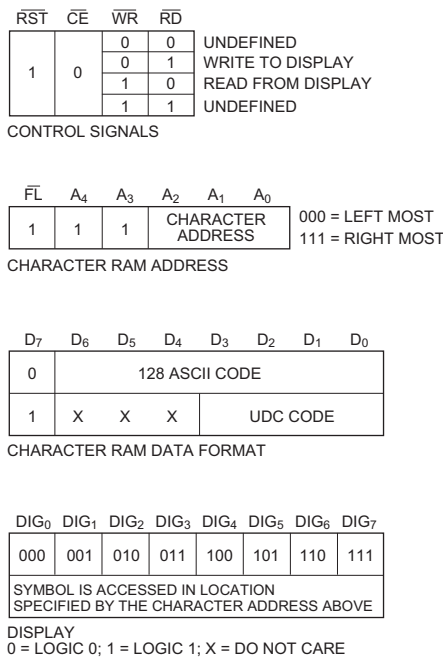 R̅S̅T̅ C̅E̅ W̅R̅ R̅D̅
1 0
0 0 UNDEFINED
0 1 WRITE TO DISPLAY
1 0 READ FROM DISPLAY
1 1 UNDEFINED
CONTROL SIGNALS
F̅L̅ A₄ A₃ A₂ A₁ A₀
1 1 1 CHARACTER ADDRESS
000 = LEFT MOST
111 = RIGHT MOST
CHARACTER RAM ADDRESS
D₇ D₆ D₅ D₄ D₃ D₂ D₁ D₀
0 128 ASCII CODE
1 X X X UDC CODE
CHARACTER RAM DATA FORMAT
DIG₀ DIG₁ DIG₂ DIG₃ DIG₄ DIG₅ DIG₆ DIG₇
000 001 010 011 100 101 110 111
SYMBOL IS ACCESSED IN LOCATION
SPECIFIED BY THE CHARACTER ADDRESS ABOVE
DISPLAY
0 = LOGIC 0; 1 = LOGIC 1; X = DO NOT CARE